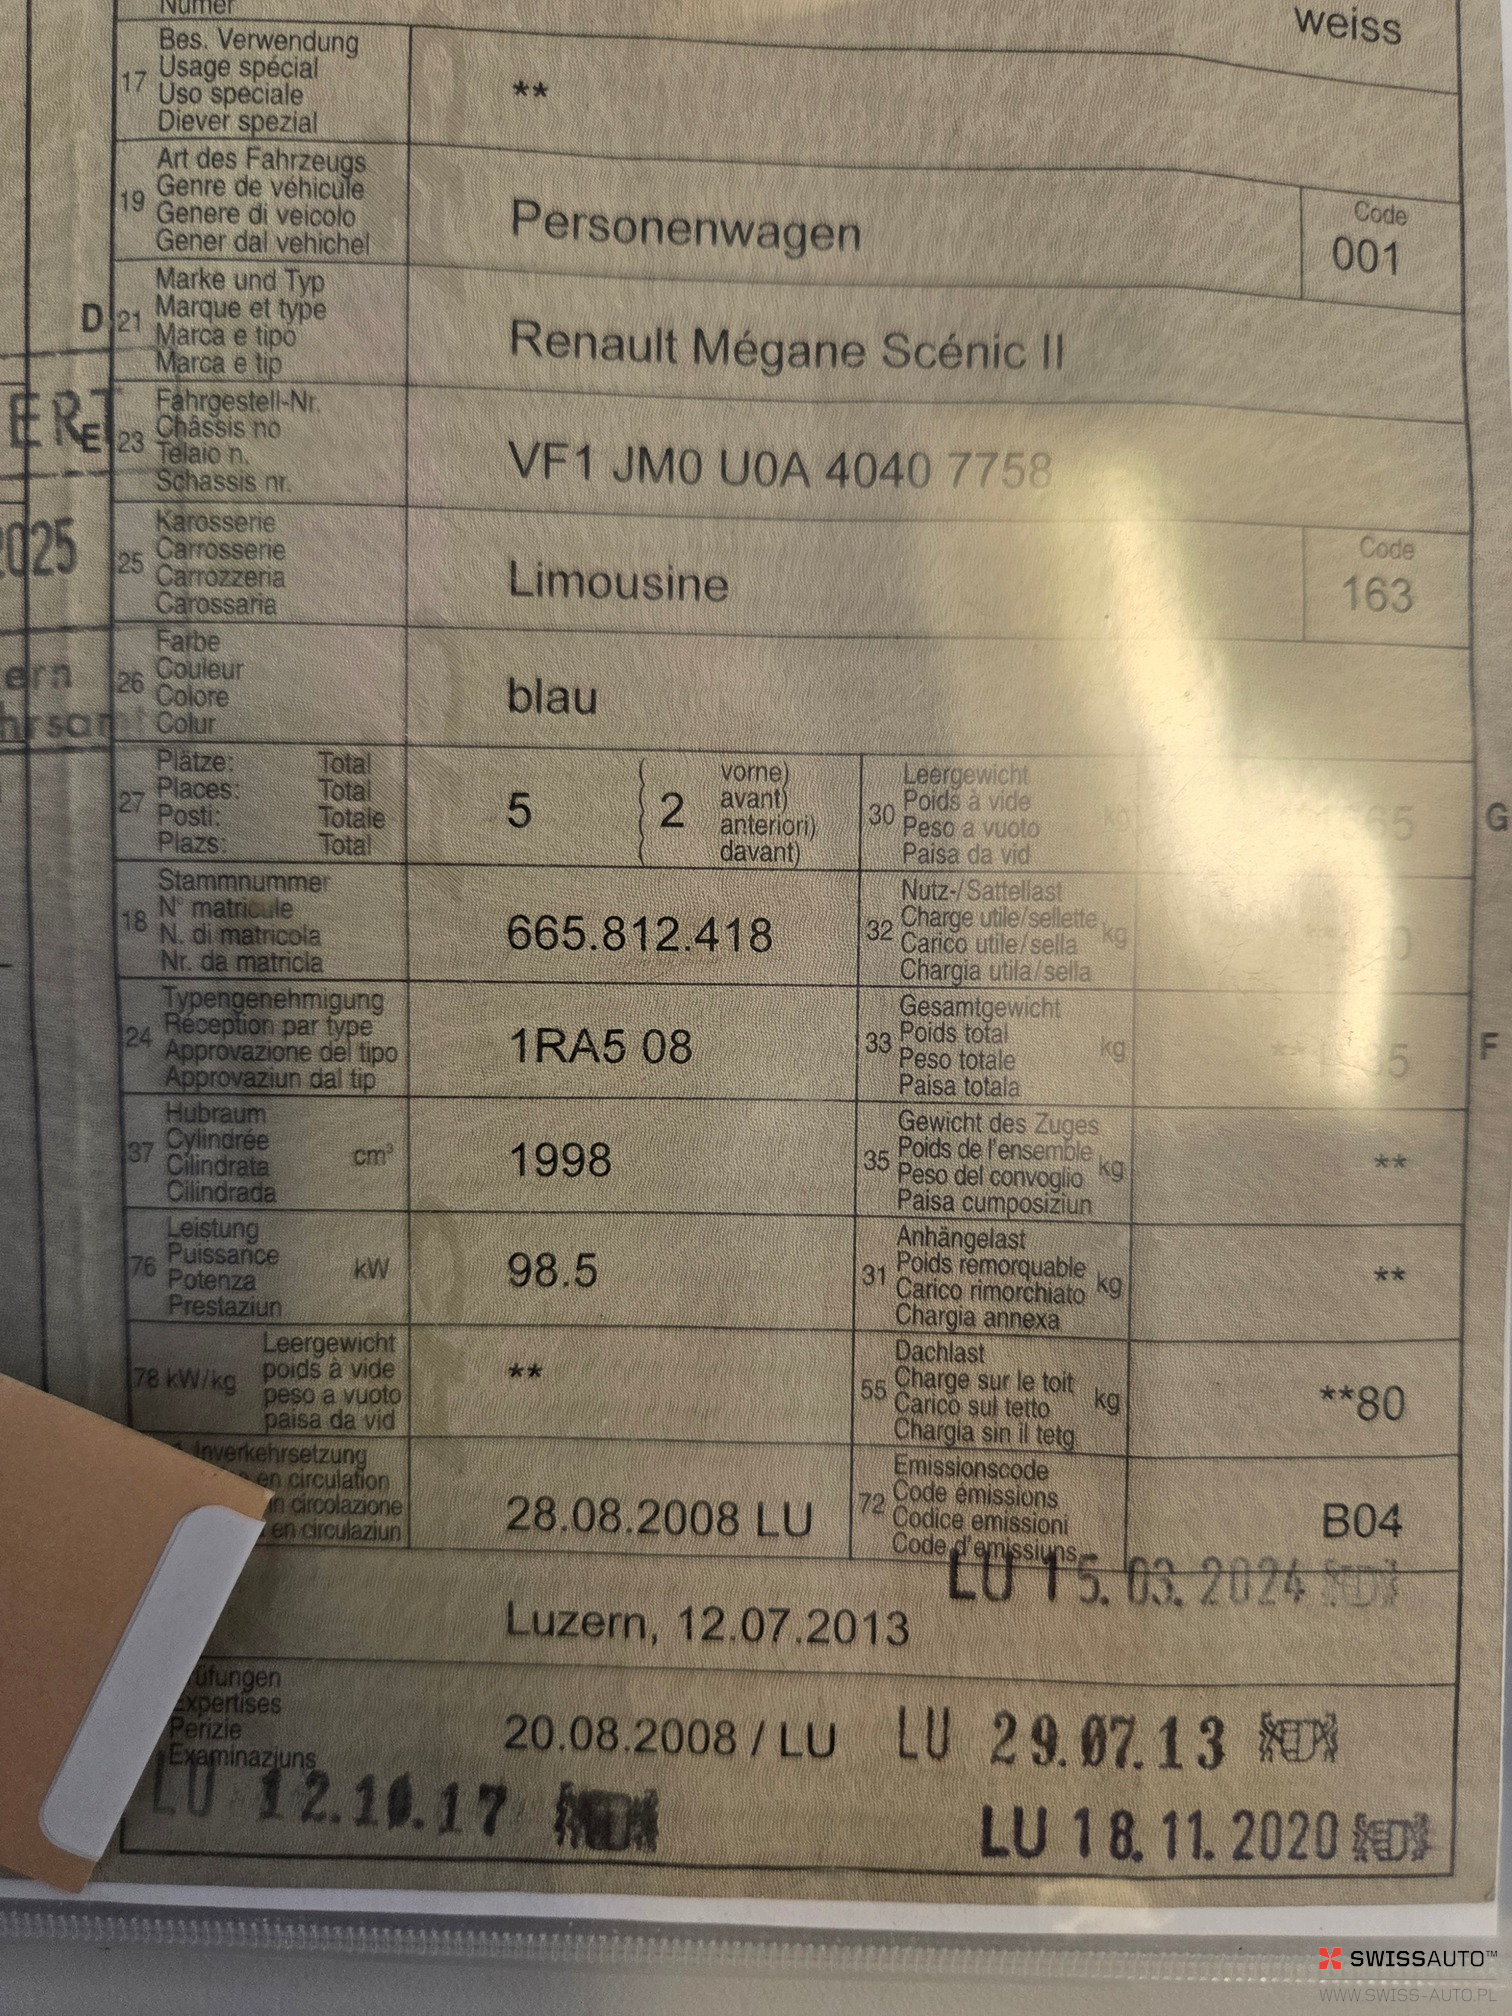 Numer
weiss
17 Bes. Verwendung
Usage spécial
Uso speciale
Diever spezial
**
19 Art des Fahrzeugs
Genre de véhicule
Genere di veicolo
Gener dal vehichel
Personenwagen
Code
001
D 21 Marke und Typ
Marque et type
Marca e tipo
Marca e tip
Renault Mégane Scénic II
E 23 Fahrgestell-Nr.
Châssis no
Telaio n.
Schassis nr.
VF1 JM0 U0A 4040 7758
25 Karosserie
Carrosserie
Carrozzeria
Carossaria
Limousine
Code
163
26 Farbe
Couleur
Colore
Colur
blau
27 Plätze: Total
Places: Total
Posti: Totale
Plazs: Total
5 ( 2 vorne)
avant)
anteriori)
davant)
30 Leergewicht
Poids à vide
Peso a vuoto
Paisa da vid
kg
G
18 Stammnummer
N° matricule
N. di matricola
Nr. da matricla
665.812.418
32 Nutz-/Sattellast
Charge utile/sellette
Carico utile/sella
Chargia utila/sella
kg
24 Typengenehmigung
Réception par type
Approvazione del tipo
Approvaziun dal tip
1RA5 08
33 Gesamtgewicht
Poids total
Peso totale
Paisa totala
kg
F
37 Hubraum
Cylindrée
Cilindrata
Cilindrada
cm³
1998
35 Gewicht des Zuges
Poids de l'ensemble
Peso del convoglio
Paisa cumposiziun
kg
**
76 Leistung
Puissance
Potenza
Prestaziun
kW
98.5
31 Anhängelast
Poids remorquable
Carico rimorchiato
Chargia annexa
kg
**
78 kW/kg
Leergewicht
poids à vide
peso a vuoto
paisa da vid
**
55 Dachlast
Charge sur le toit
Carico sul tetto
Chargia sin il tetg
kg
**80
Inverkehrsetzung
en circulation
in circolazione
en circulaziun
28.08.2008 LU
72 Emissionscode
Code émissions
Codice emissioni
Code d'emissiuns
B04
LU 15.03.2024
Luzern, 12.07.2013
üfungen
Expertises
Perizie
Examinaziuns
20.08.2008 / LU
LU 29.07.13
LU 12.10.17
LU 18.11.2020
2025
SWISSAUTO™
WWW.SWISS-AUTO.PL